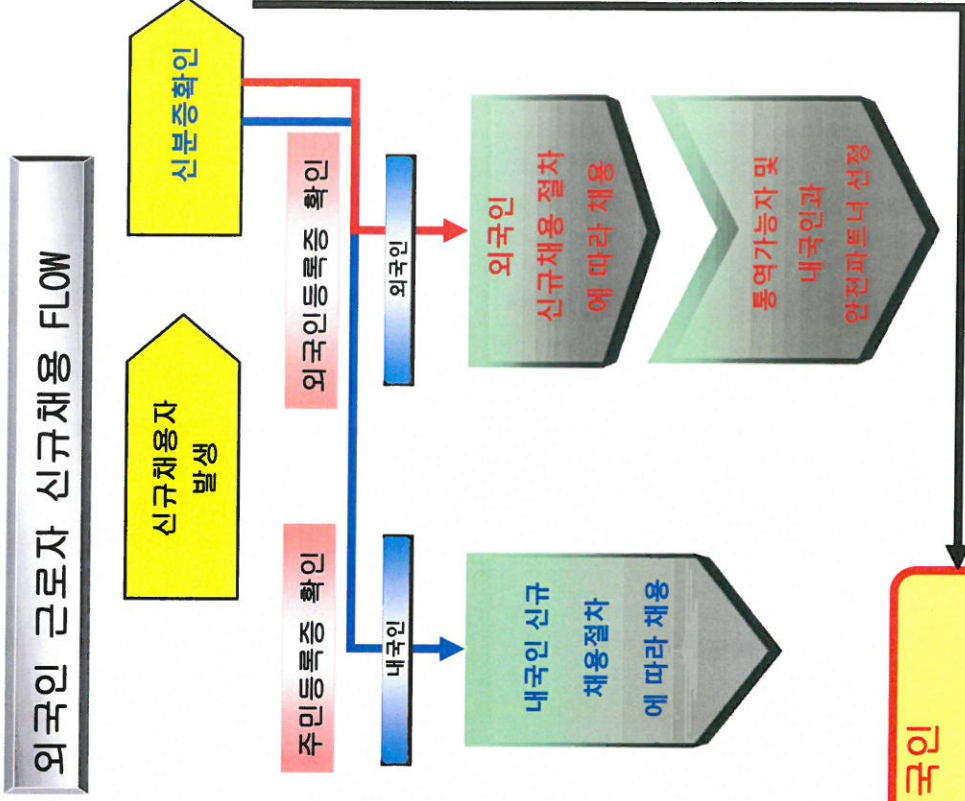 외국인 근로자 신규채용 FLOW
신규채용자
발생
신분증확인
주민등록증 확인
외국인등록증 확인
내국인
외국인
내국인 신규
채용절차
에 따라 채용
외국인
신규채용 절차
에 따라 채용
통역가능자 및
내국인과
안전파트너 선정
국인